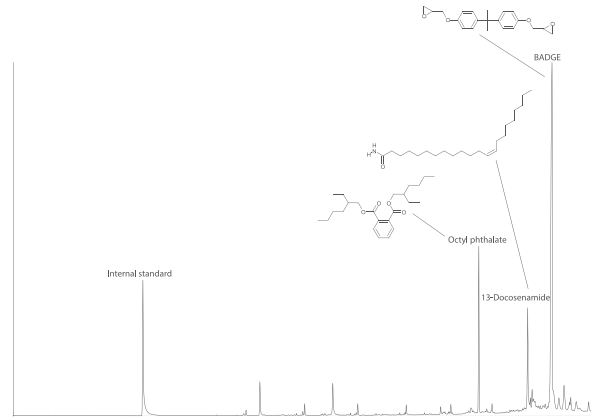 O
O
O
O
BADGE
H
N
H
O
O
O
O
O
Octyl phthalate
Internal standard
13-Docosenamide